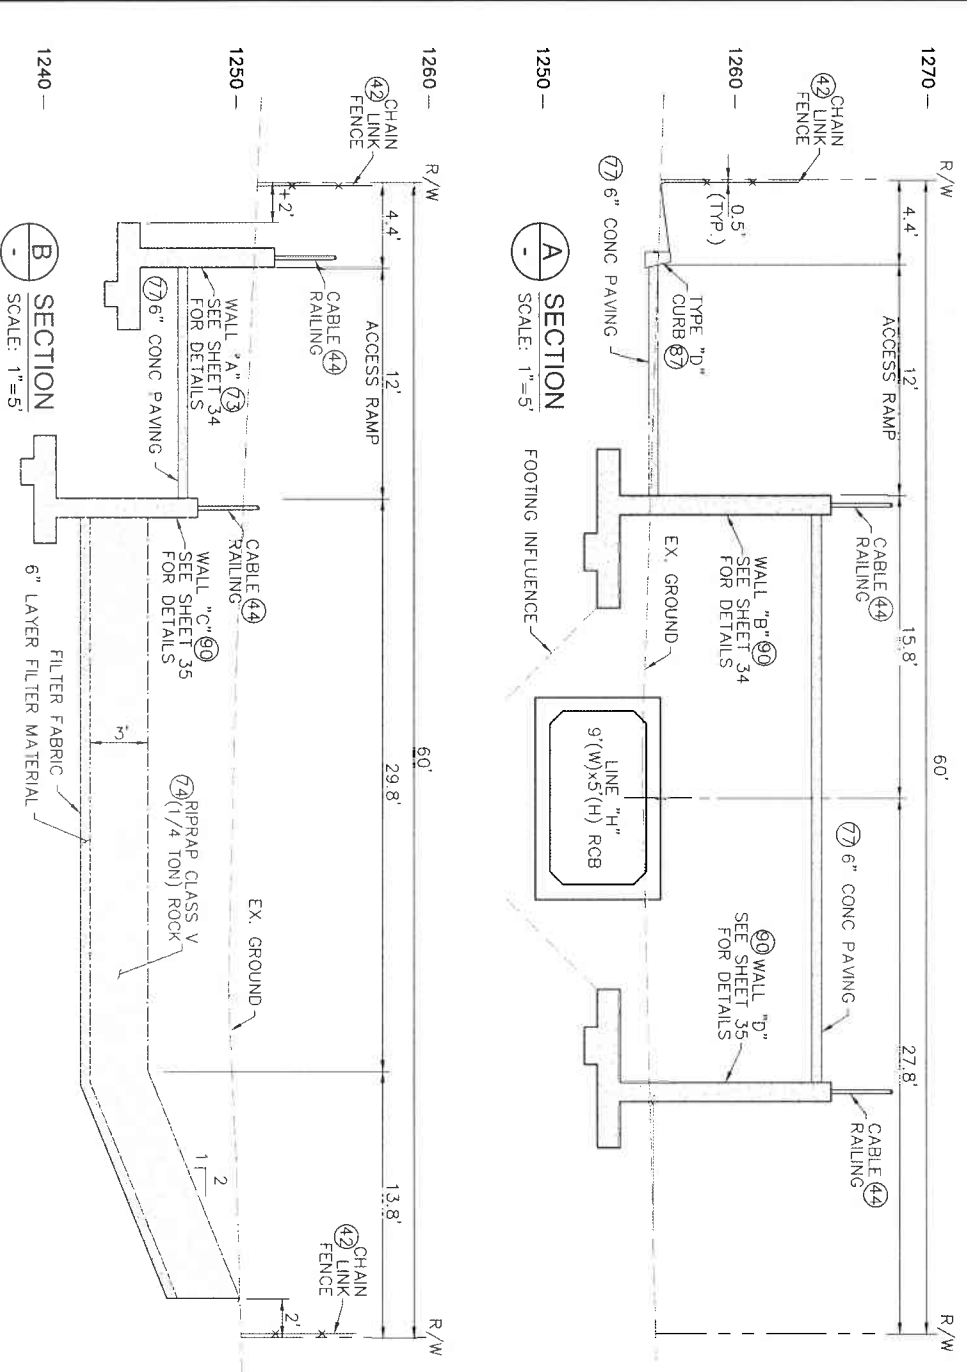 1270
1260
1250
R/W
60'
R/W
4.4'
12'
ACCESS RAMP
15.8'
27.8'
CHAIN
42 LINK
FENCE
0.5'
(TYP.)
TYPE "D"
CURB 87
77 6" CONC PAVING
CABLE 44
RAILING
WALL "B" 90
SEE SHEET 34
FOR DETAILS
EX. GROUND
FOOTING INFLUENCE
LINE "H"
9'(W)x5'(H) RCB
77 6" CONC PAVING
90 WALL "D"
SEE SHEET 35
FOR DETAILS
CABLE 44
RAILING
A
-
SECTION
SCALE: 1"=5'
1260
1250
1240
R/W
60'
R/W
4.4'
12'
ACCESS RAMP
29.8'
13.8'
CHAIN
42 LINK
FENCE
±2'
CABLE 44
RAILING
WALL "A" 73
SEE SHEET 34
FOR DETAILS
77 6" CONC PAVING
CABLE 44
RAILING
WALL "C" 90
SEE SHEET 35
FOR DETAILS
3'
74 RIPRAP CLASS V
(1/4 TON) ROCK
EX. GROUND
2
1
CHAIN
42 LINK
FENCE
2'
FILTER FABRIC
6" LAYER FILTER MATERIAL
B
-
SECTION
SCALE: 1"=5'